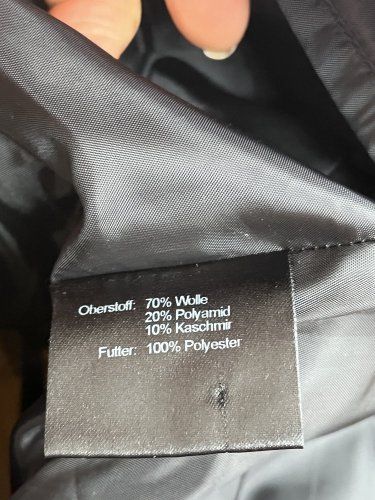 Oberstoff: 70% Wolle
20% Polyamid
10% Kaschmir
Futter: 100% Polyester